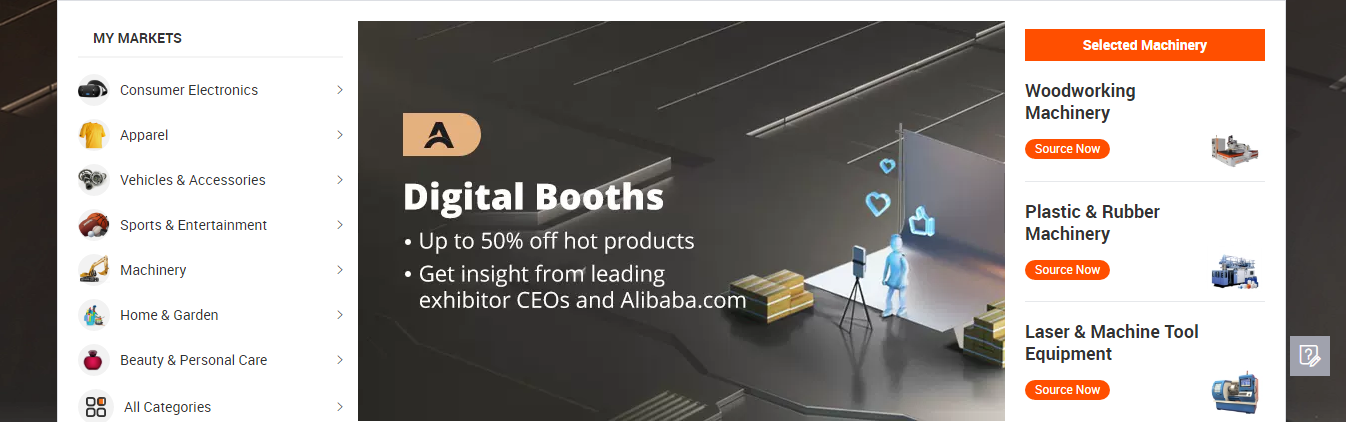 MY MARKETS
Consumer Electronics
Apparel
Vehicles & Accessories
Sports & Entertainment
Machinery
Home & Garden
Beauty & Personal Care
All Categories
Digital Booths
• Up to 50% off hot products
• Get insight from leading
exhibitor CEOs and Alibaba.com
Selected Machinery
Woodworking
Machinery
Source Now
Plastic & Rubber
Machinery
Source Now
Laser & Machine Tool
Equipment
Source Now